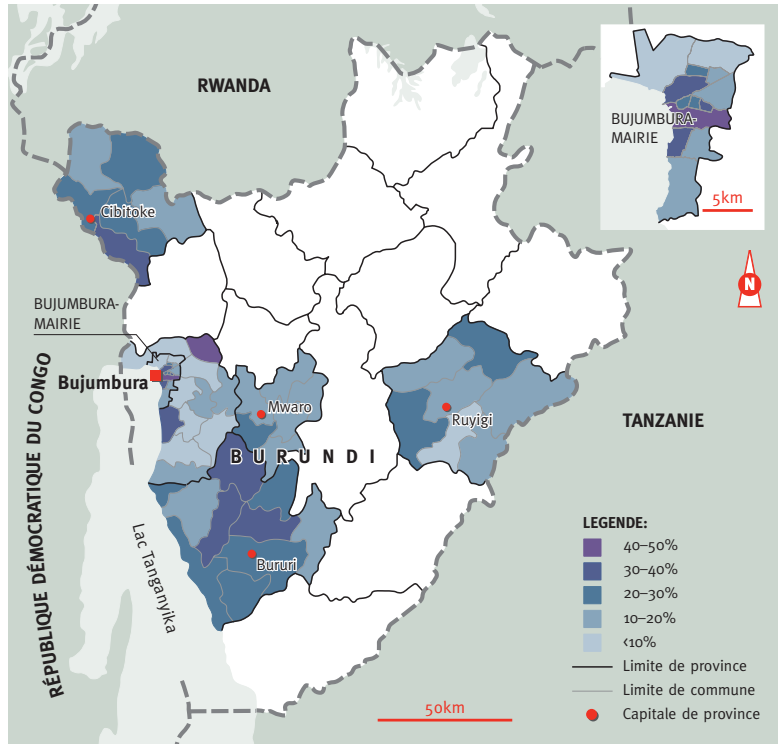 RWANDA
BUJUMBURA-
MAIRIE
5km
Cibitoke
N
BUJUMBURA-
MAIRIE
Bujumbura
Mwaro
Ruyigi
TANZANIE
BURUNDI
RÉPUBLIQUE DÉMOCRATIQUE DU CONGO
Lac Tanganyika
Bururi
LEGENDE:
40–50%
30–40%
20–30%
10–20%
<10%
Limite de province
Limite de commune
Capitale de province
50km